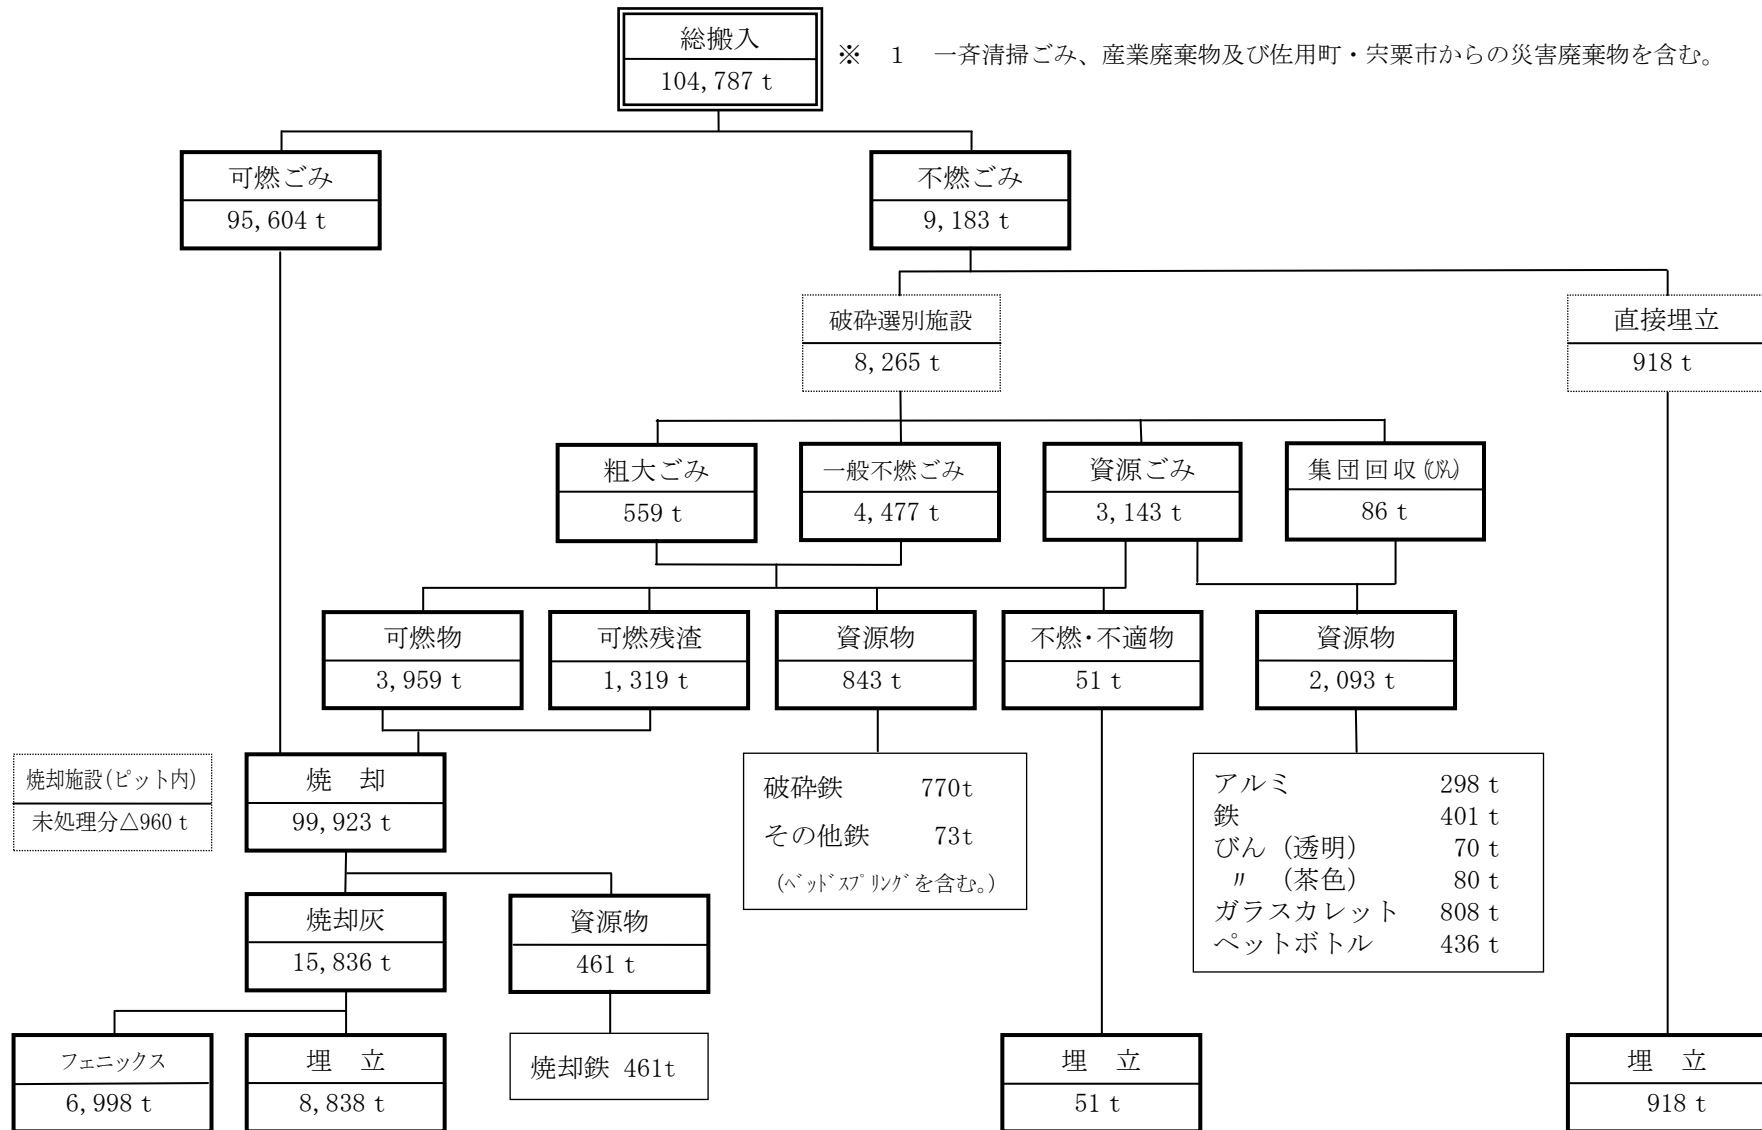 総搬入
104,787 t
※ 1 一斉清掃ごみ、産業廃棄物及び佐用町・宍粟市からの災害廃棄物を含む。
可燃ごみ
95,604 t
不燃ごみ
9,183 t
破砕選別施設
8,265 t
直接埋立
918 t
粗大ごみ
559 t
一般不燃ごみ
4,477 t
資源ごみ
3,143 t
集団回収(びん)
86 t
可燃物
3,959 t
可燃残渣
1,319 t
資源物
843 t
不燃・不適物
51 t
資源物
2,093 t
焼却施設(ピット内)
未処理分△960 t
焼 却
99,923 t
破砕鉄 770t
その他鉄 73t
(ベッドスプリングを含む。)
アルミ 298 t
鉄 401 t
びん（透明） 70 t
〃 （茶色） 80 t
ガラスカレット 808 t
ペットボトル 436 t
焼却灰
15,836 t
資源物
461 t
フェニックス
6,998 t
埋 立
8,838 t
焼却鉄 461t
埋 立
51 t
埋 立
918 t